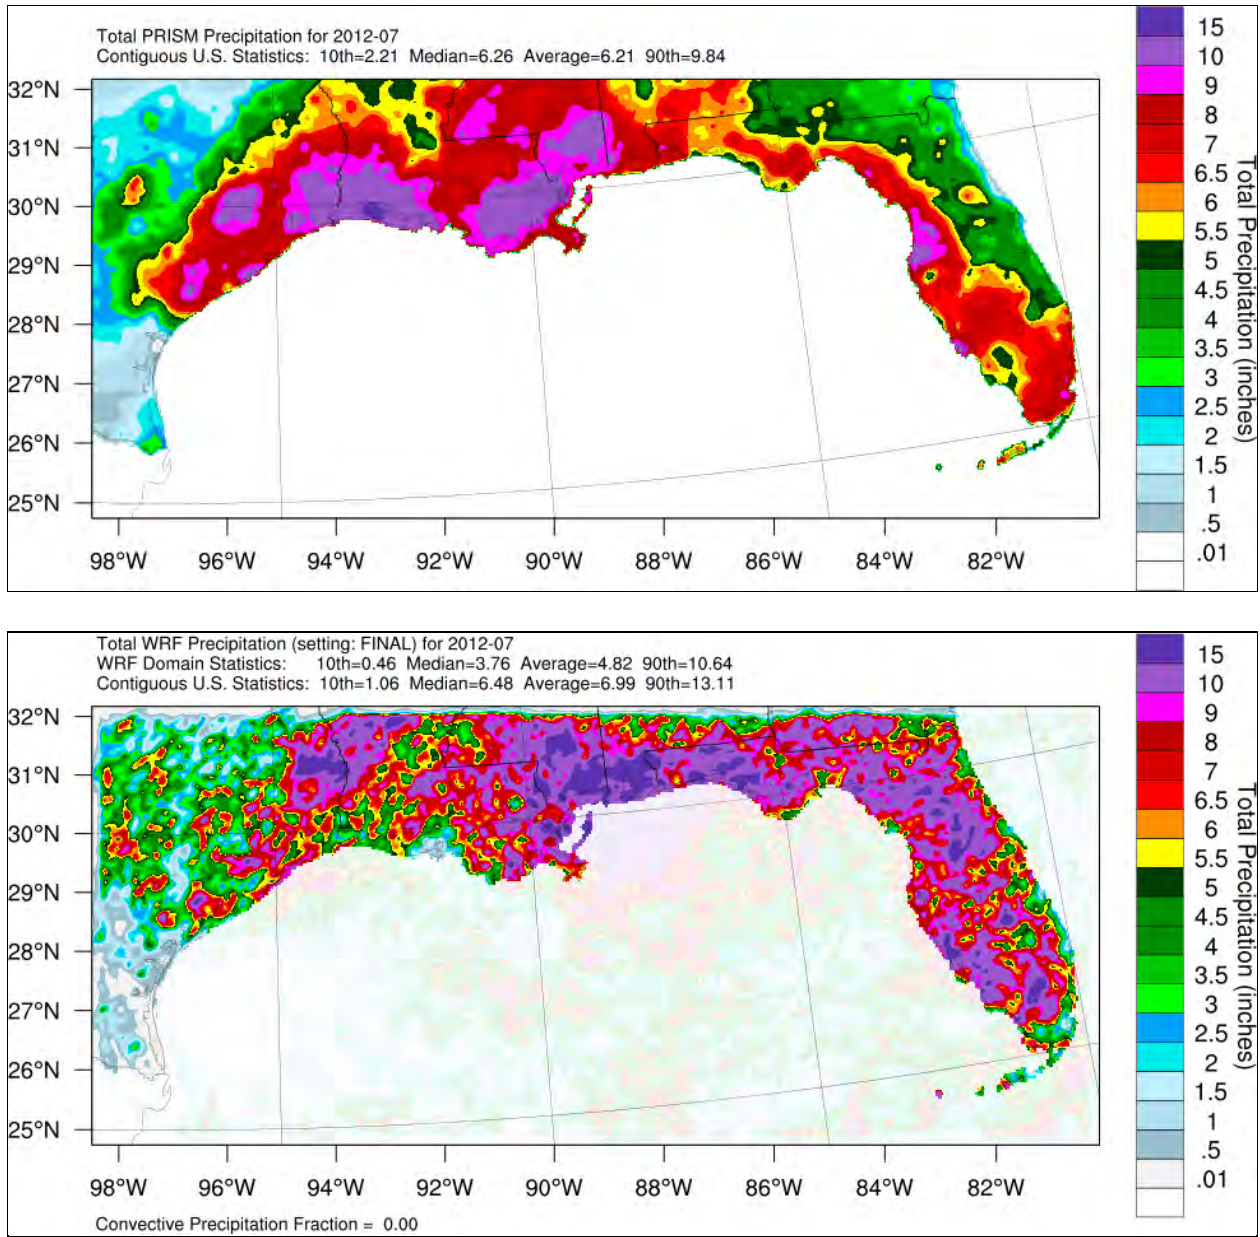 Total PRISM Precipitation for 2012-07
Contiguous U.S. Statistics: 10th=2.21 Median=6.26 Average=6.21 90th=9.84
32°N
31°N
30°N
29°N
28°N
27°N
26°N
25°N
98°W 96°W 94°W 92°W 90°W 88°W 86°W 84°W 82°W
15
10
9
8
7
6.5
6
5.5
5
4.5
4
3.5
3
2.5
2
1.5
1
.5
.01
Total Precipitation (inches)
Total WRF Precipitation (setting: FINAL) for 2012-07
WRF Domain Statistics: 10th=0.46 Median=3.76 Average=4.82 90th=10.64
Contiguous U.S. Statistics: 10th=1.06 Median=6.48 Average=6.99 90th=13.11
32°N
31°N
30°N
29°N
28°N
27°N
26°N
25°N
98°W 96°W 94°W 92°W 90°W 88°W 86°W 84°W 82°W
15
10
9
8
7
6.5
6
5.5
5
4.5
4
3.5
3
2.5
2
1.5
1
.5
.01
Total Precipitation (inches)
Convective Precipitation Fraction = 0.00